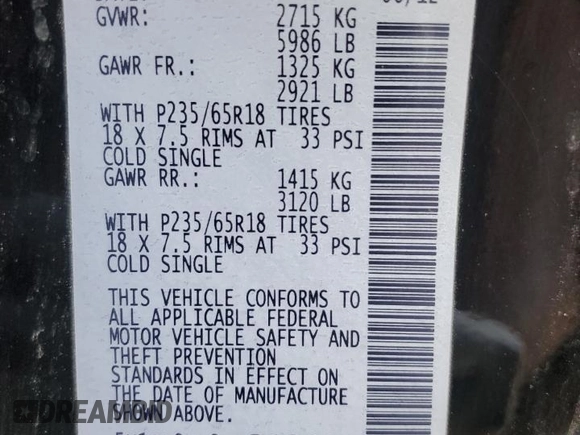 GVWR: 2715 KG
5986 LB
GAWR FR.: 1325 KG
2921 LB
WITH P235/65R18 TIRES
18 X 7.5 RIMS AT 33 PSI
COLD SINGLE
GAWR RR.: 1415 KG
3120 LB
WITH P235/65R18 TIRES
18 X 7.5 RIMS AT 33 PSI
COLD SINGLE
THIS VEHICLE CONFORMS TO
ALL APPLICABLE FEDERAL
MOTOR VEHICLE SAFETY AND
THEFT PREVENTION
STANDARDS IN EFFECT ON
THE DATE OF MANUFACTURE
SHOWN ABOVE.
DREAMBID